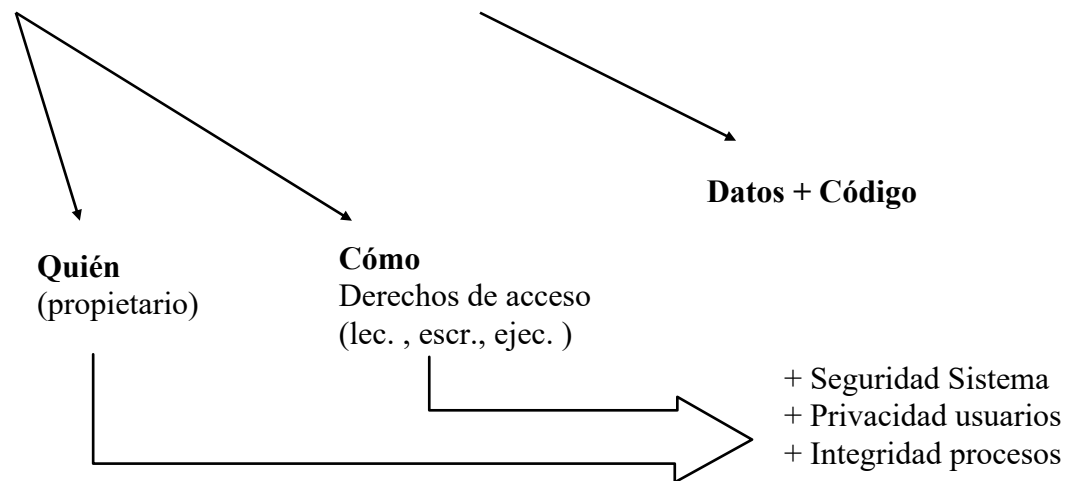 Datos + Código
Quién
(propietario)
Cómo
Derechos de acceso
(lec. , escr., ejec. )
+ Seguridad Sistema
+ Privacidad usuarios
+ Integridad procesos